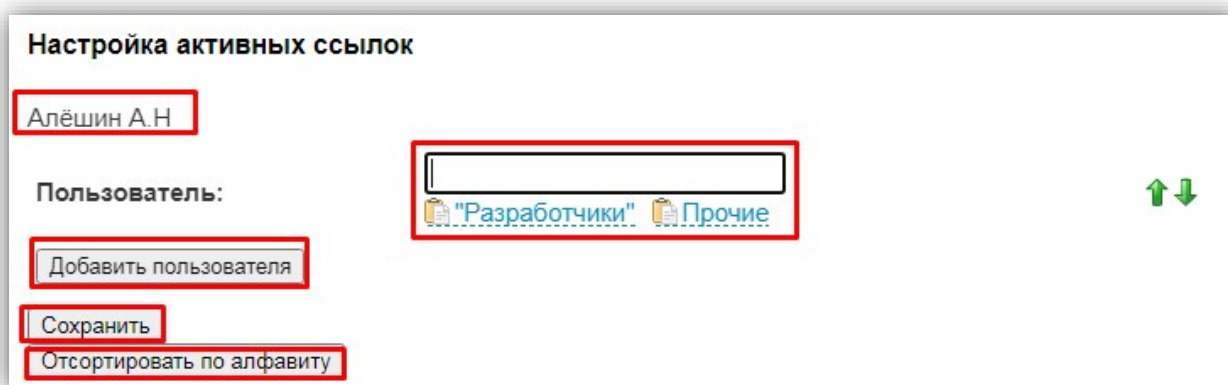 Настройка активных ссылок
Алёшин А.Н
Пользователь:
"Разработчики" Прочие
Добавить пользователя
Сохранить
Отсортировать по алфавиту